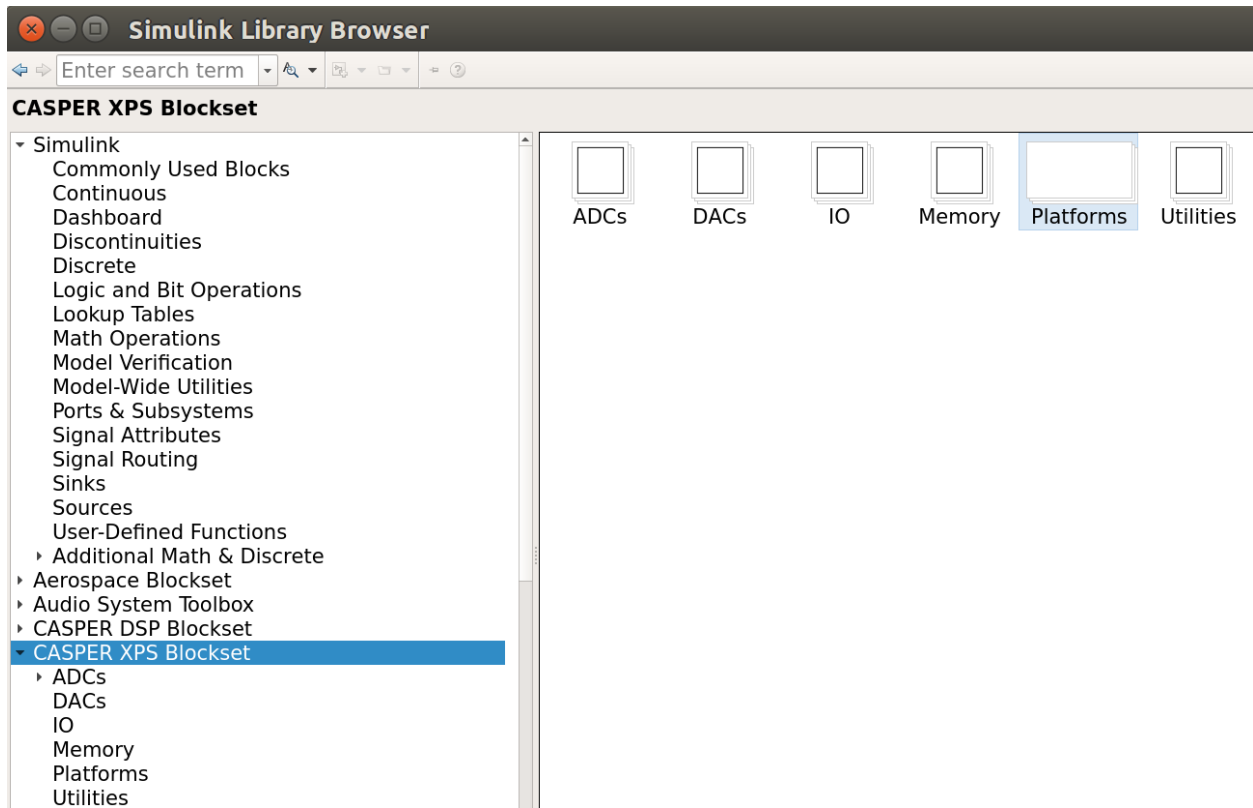 Simulink Library Browser
Enter search term
CASPER XPS Blockset
Simulink
Commonly Used Blocks
Continuous
Dashboard
Discontinuities
Discrete
Logic and Bit Operations
Lookup Tables
Math Operations
Model Verification
Model-Wide Utilities
Ports & Subsystems
Signal Attributes
Signal Routing
Sinks
Sources
User-Defined Functions
Additional Math & Discrete
Aerospace Blockset
Audio System Toolbox
CASPER DSP Blockset
CASPER XPS Blockset
ADCs
DACs
IO
Memory
Platforms
Utilities
ADCs DACs IO Memory Platforms Utilities